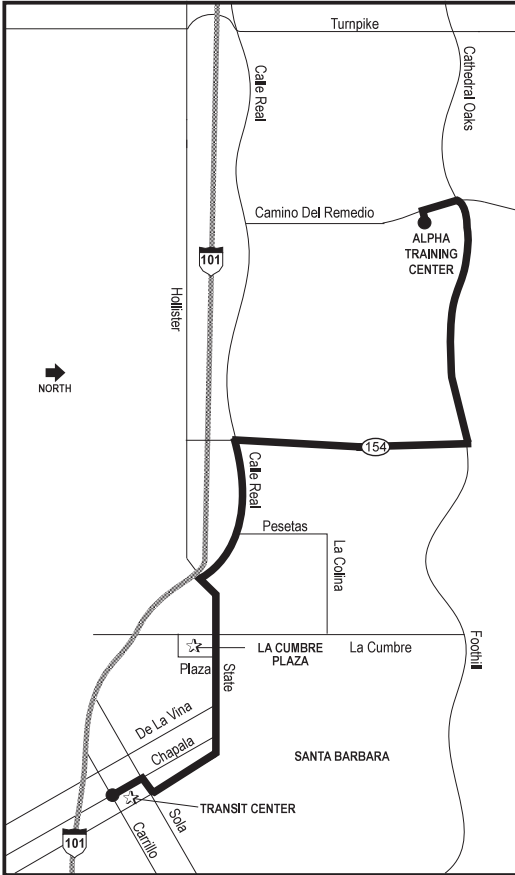 Turnpike
Calle Real
Cathedral Oaks
Camino Del Remedio
ALPHA
TRAINING
CENTER
101
Hollister
NORTH
154
Calle Real
Pesetas
La Colina
LA CUMBRE
PLAZA
La Cumbre
Foothill
Plaza
State
De La Vina
Chapala
SANTA BARBARA
TRANSIT CENTER
Sola
Carrillo
101